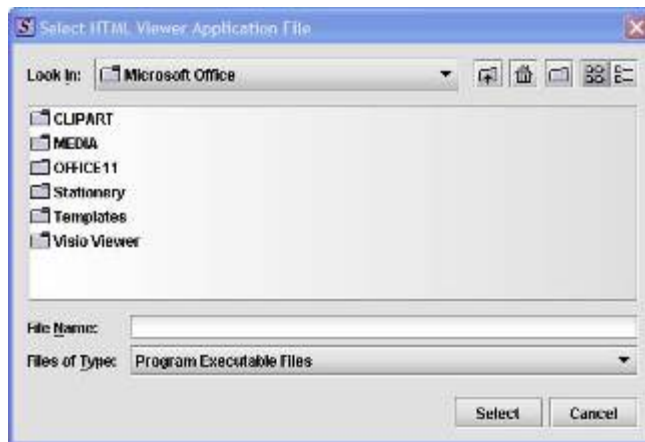 Select HTML Viewer Application File
Look In: Microsoft Office
CLIPART
MEDIA
OFFICE11
Stationery
Templates
Visio Viewer
File Name:
Files of Type: Program Executable Files
Select Cancel